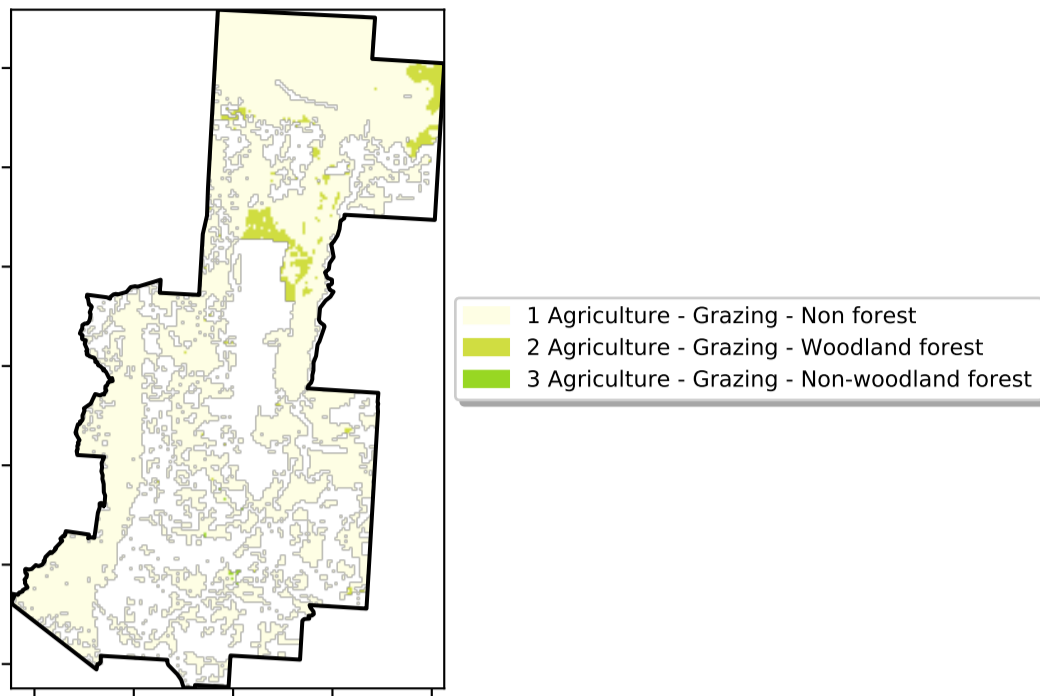 1 Agriculture - Grazing - Non forest
2 Agriculture - Grazing - Woodland forest
3 Agriculture - Grazing - Non-woodland forest